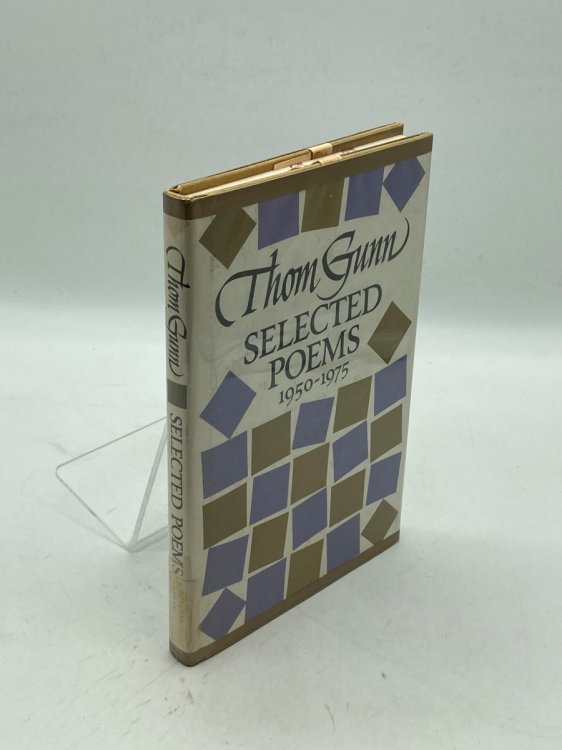 Thom Gunn
SELECTED
POEMS
1950-1975
Thom Gunn
SELECTED POEMS